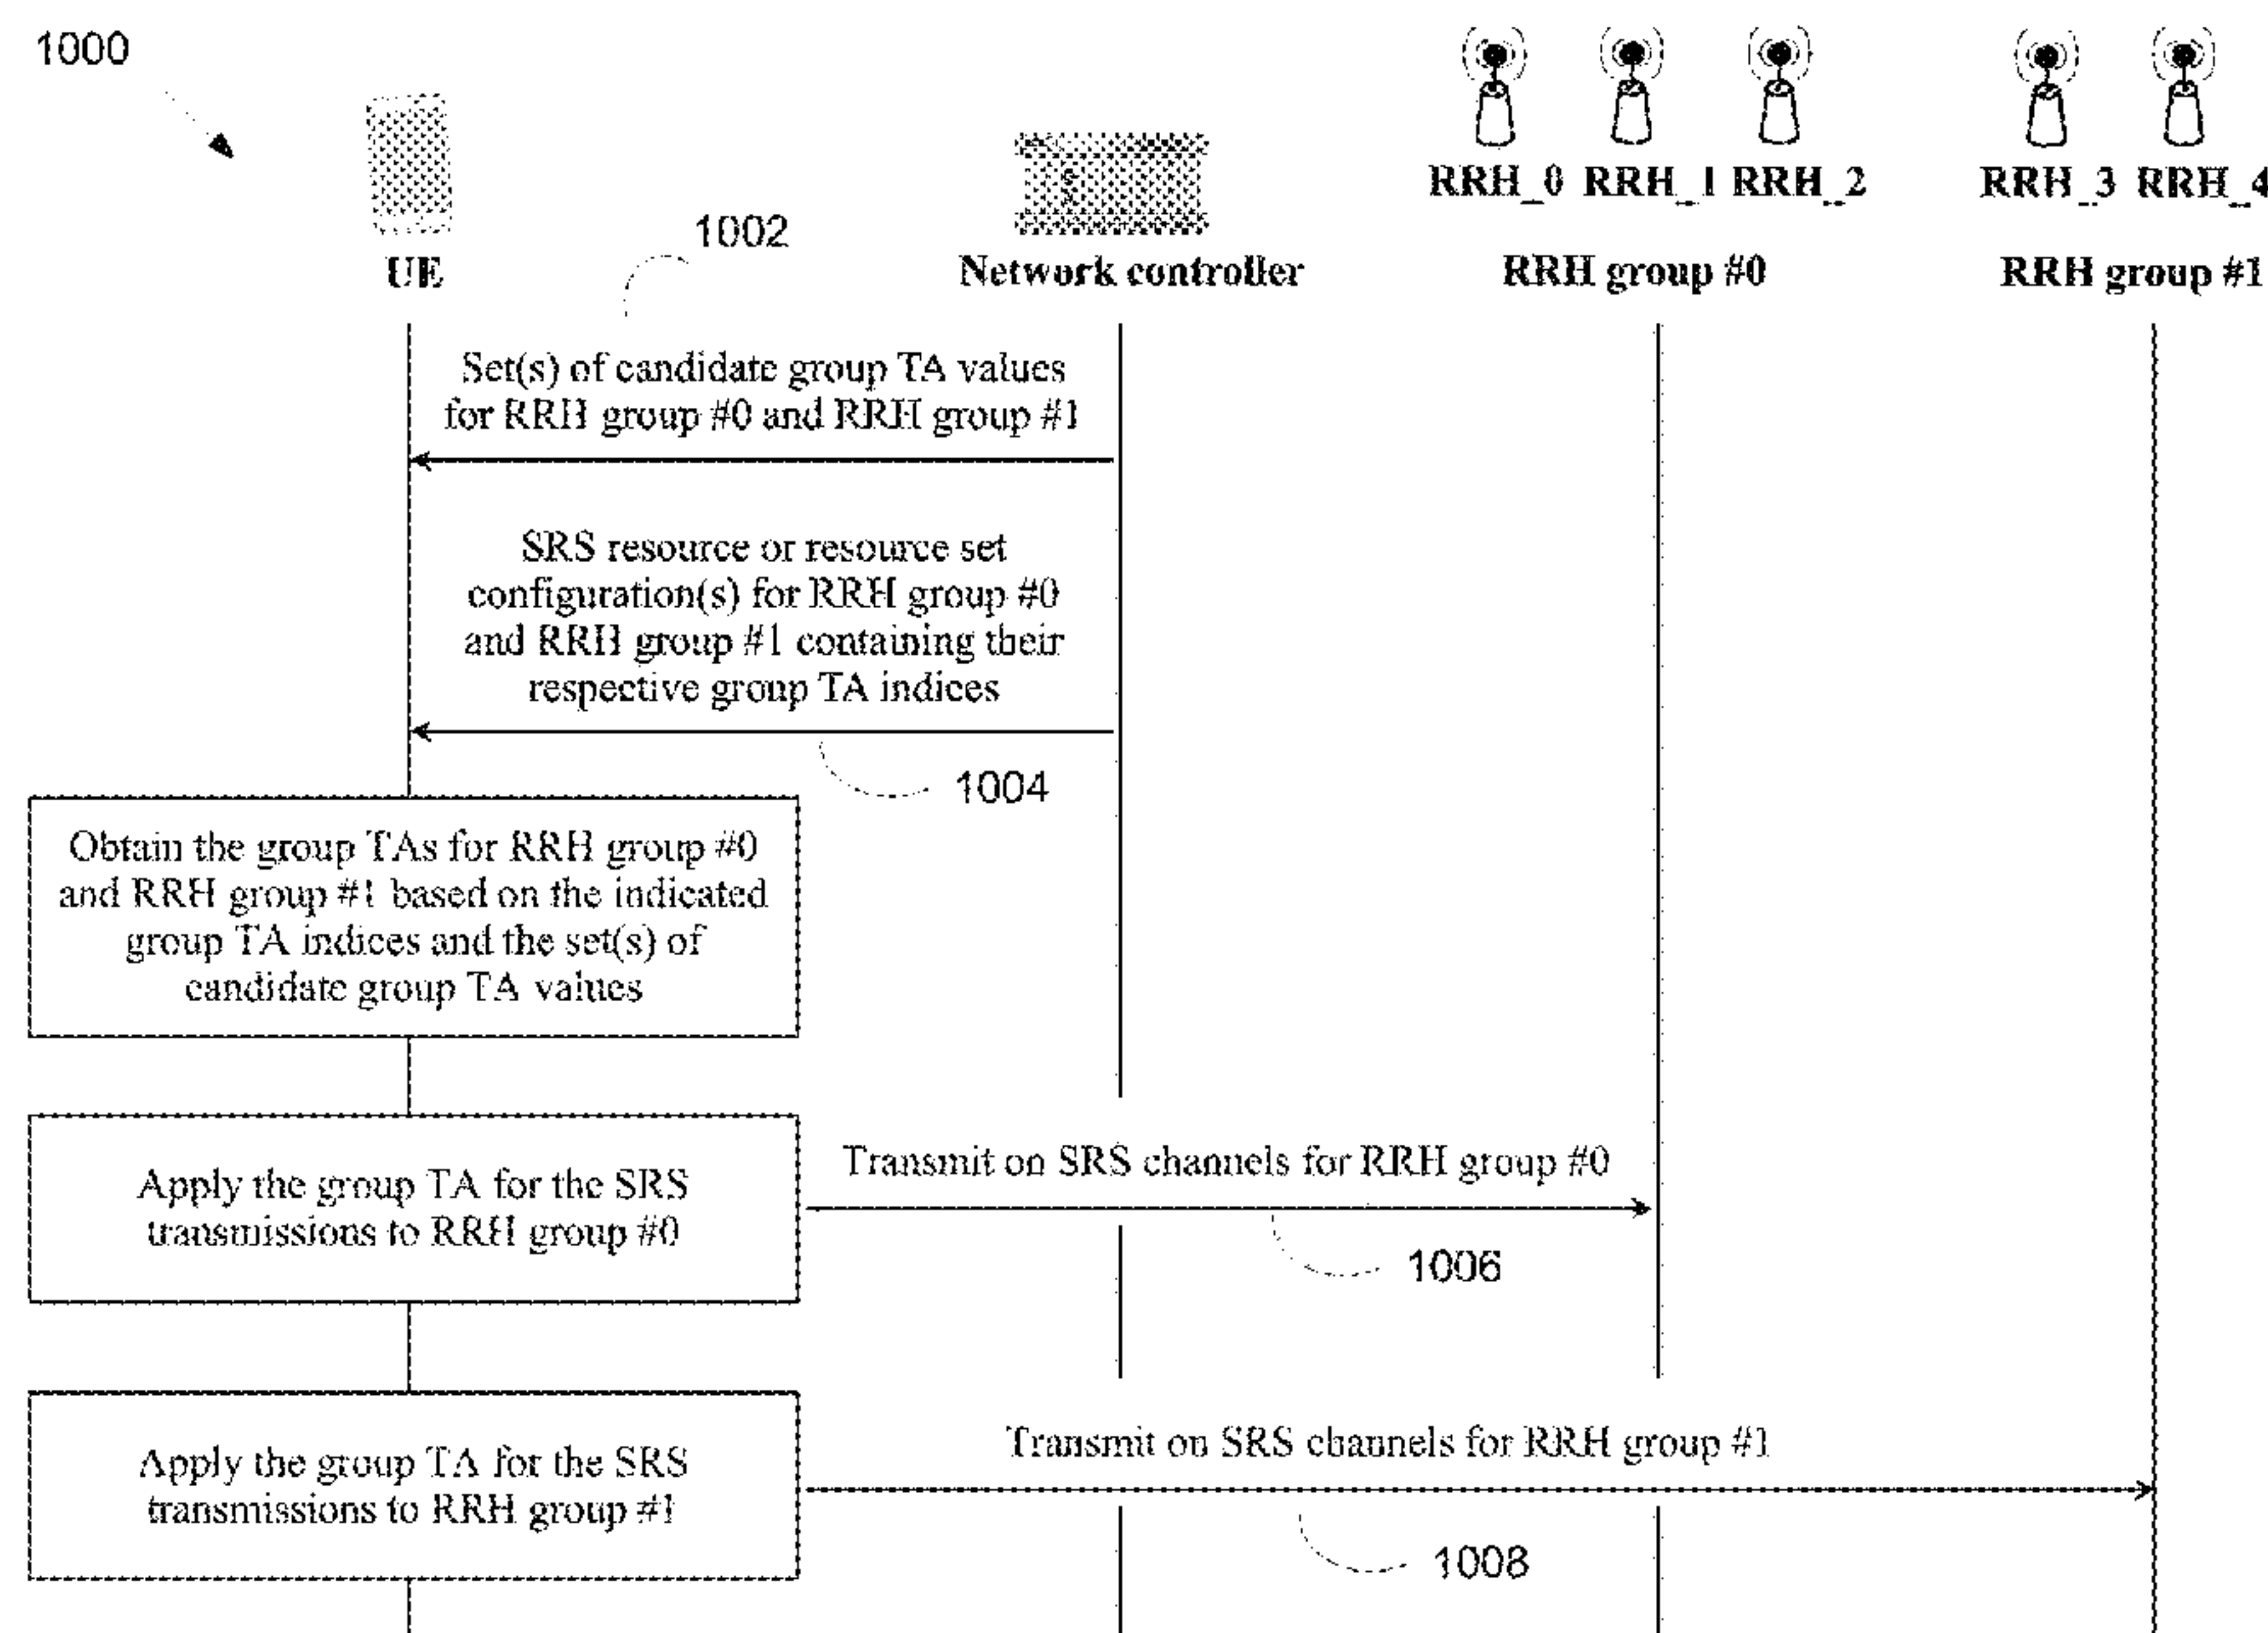 1000
RRH_0 RRH_1 RRH_2 RRH_3 RRH_4
1002
UE Network controller RRH group #0 RRH group #1
Set(s) of candidate group TA values
for RRH group #0 and RRH group #1
SRS resource or resource set
configuration(s) for RRH group #0
and RRH group #1 containing their
respective group TA indices
1004
Obtain the group TAs for RRH group #0
and RRH group #1 based on the indicated
group TA indices and the set(s) of
candidate group TA values
Transmit on SRS channels for RRH group #0
Apply the group TA for the SRS
transmissions to RRH group #0
1006
Transmit on SRS channels for RRH group #1
Apply the group TA for the SRS
transmissions to RRH group #1
1008